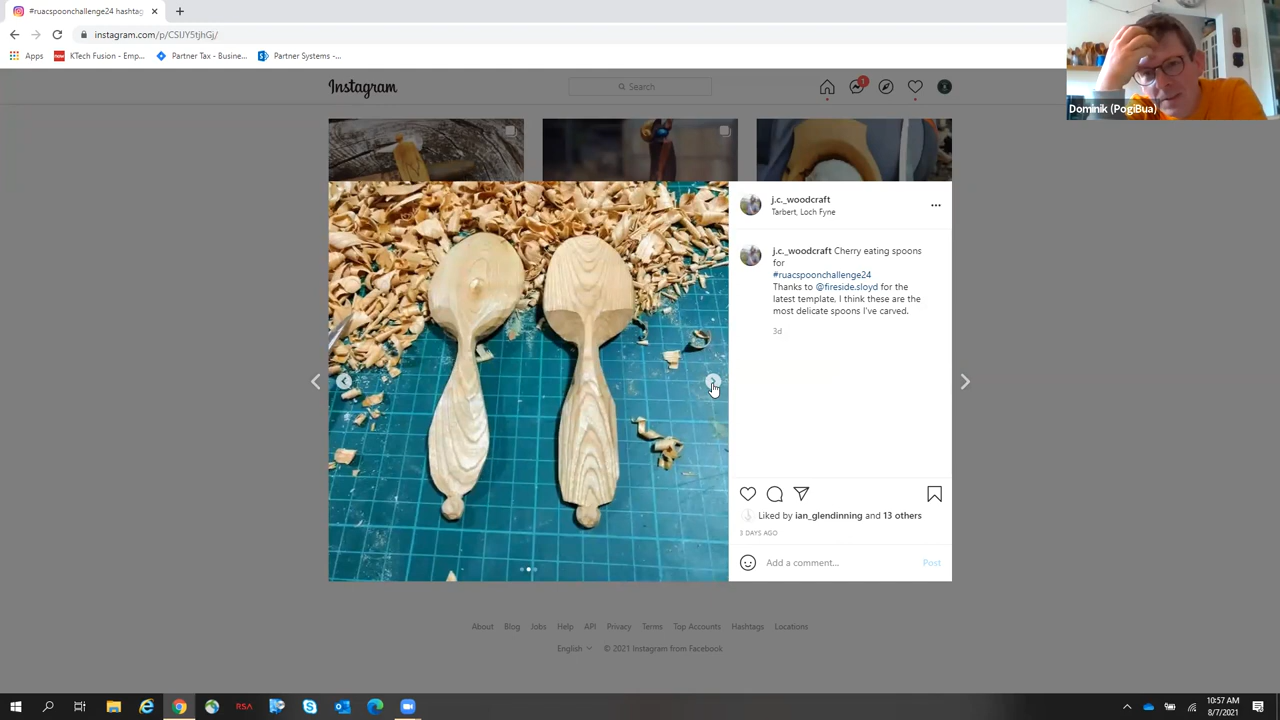 #ruacspoonchallenge24 hashtag
instagram.com/p/CSIJY5tjhGj/
Apps
KTech Fusion - Emp...
Partner Tax - Busine...
Partner Systems -...
Dominik (PogiBua)
Instagram
Search
1
j.c._woodcraft
Tarbert, Loch Fyne
j.c._woodcraft Cherry eating spoons
for
#ruacspoonchallenge24
Thanks to @fireside.sloyd for the
latest template, I think these are the
most delicate spoons I've carved.
3d
Liked by ian_glendinning and 13 others
3 DAYS AGO
Add a comment...
Post
About Blog Jobs Help API Privacy Terms Top Accounts Hashtags Locations
English © 2021 Instagram from Facebook
RSA
10:57 AM
8/7/2021